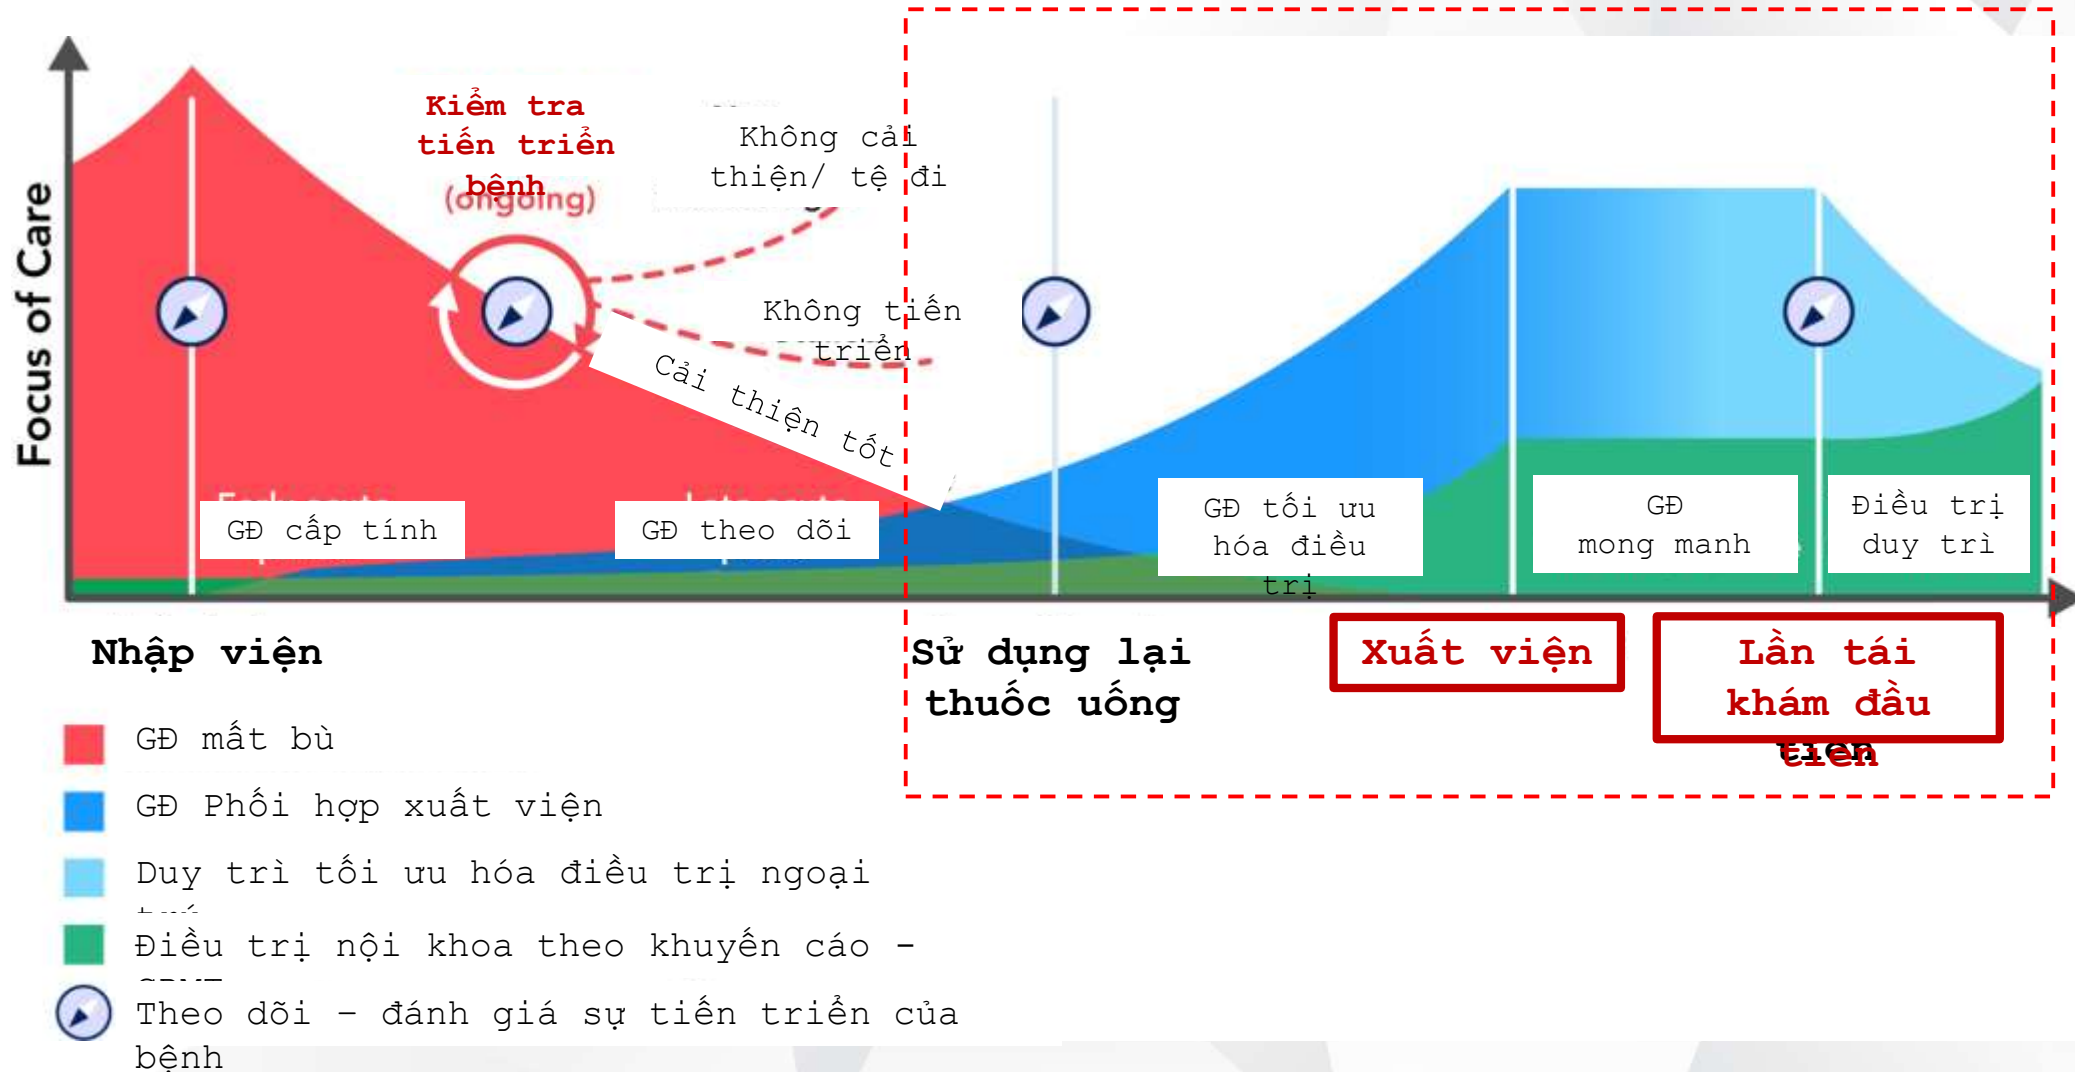 Focus of Care
Kiểm tra
tiến triển
bệnh
(ongoing)
Không cải
thiện/ tệ đi
Không tiến
triển
Cải thiện tốt
GĐ cấp tính
GĐ theo dõi
GĐ tối ưu
hóa điều
trị
GĐ
mong manh
Điều trị
duy trì
Nhập viện
Sử dụng lại
thuốc uống
Xuất viện
Lần tái
khám đầu
tiên
GĐ mất bù
GĐ Phối hợp xuất viện
Duy trì tối ưu hóa điều trị ngoại
Điều trị nội khoa theo khuyến cáo -
Theo dõi – đánh giá sự tiến triển của
bệnh